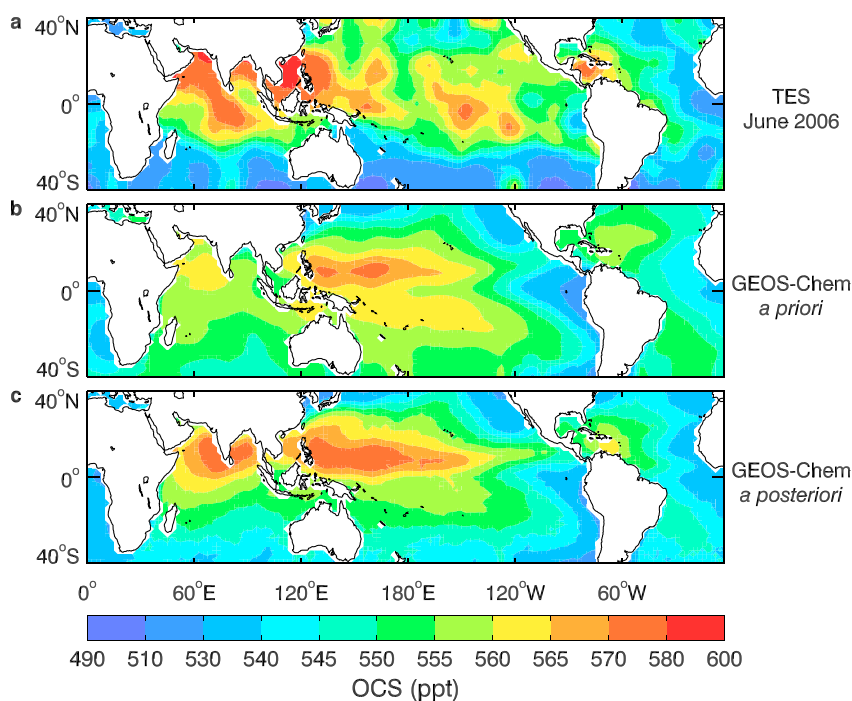 a
40°N
0°
40°S
TES
June 2006
b
40°N
0°
40°S
GEOS-Chem
a priori
c
40°N
0°
40°S
GEOS-Chem
a posteriori
0° 60°E 120°E 180°E 120°W 60°W
490 510 530 540 545 550 555 560 565 570 580 600
OCS (ppt)